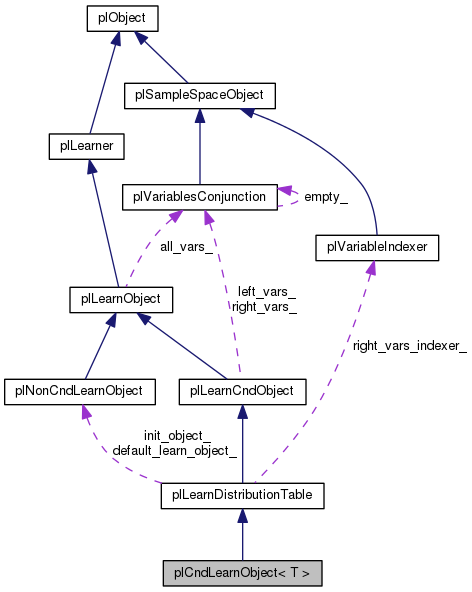 plObject
plSampleSpaceObject
plLearner
plVariablesConjunction
empty_
plVariableIndexer
all_vars_
plLearnObject
left_vars_
right_vars_
right_vars_indexer_
plNonCndLearnObject
plLearnCndObject
init_object_
default_learn_object_
plLearnDistributionTable
plCndLearnObject< T >